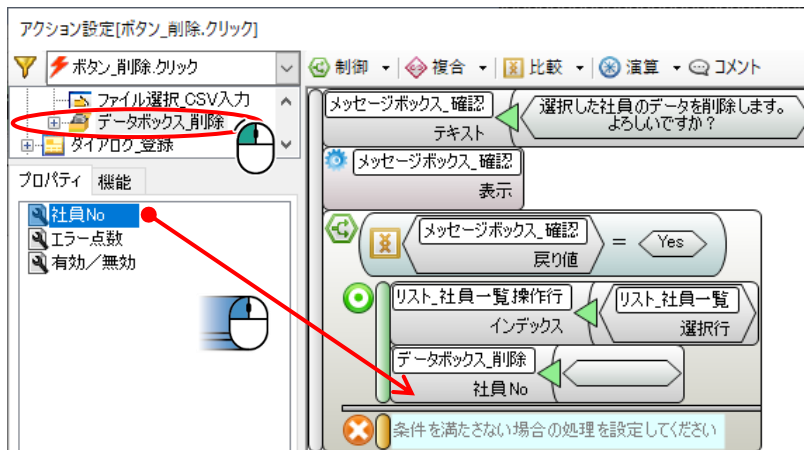 アクション設定[ボタン_削除.クリック]
ボタン_削除.クリック
制御
複合
比較
演算
コメント
ファイル選択_CSV入力
データボックス_削除
ダイアログ_登録
プロパティ
機能
社員No
エラー点数
有効／無効
メッセージボックス_確認
テキスト
選択した社員のデータを削除します。
よろしいですか？
メッセージボックス_確認
表示
メッセージボックス_確認
戻り値
=
Yes
リスト_社員一覧操作行
インデックス
リスト_社員一覧
選択行
データボックス_削除
社員No
条件を満たさない場合の処理を設定してください